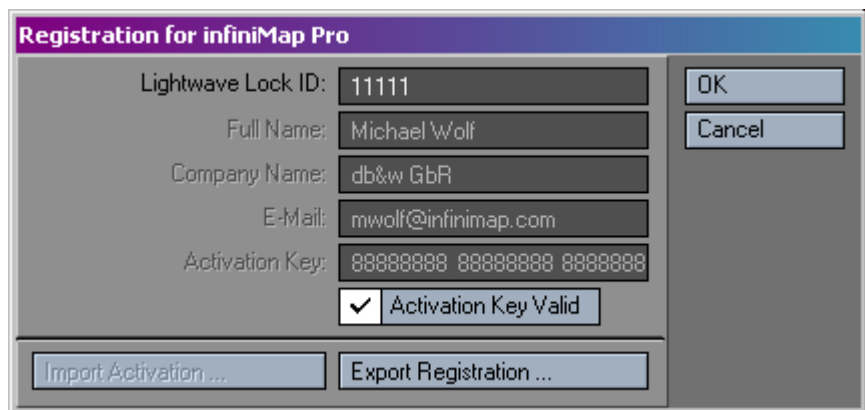 Registration for infiniMap Pro
Lightwave Lock ID: 11111
OK
Full Name: Michael Wolf
Cancel
Company Name: db&w GbR
E-Mail: mwolf@infinimap.com
Activation Key: 88888888 88888888 8888888
Activation Key Valid
Import Activation ...
Export Registration ...